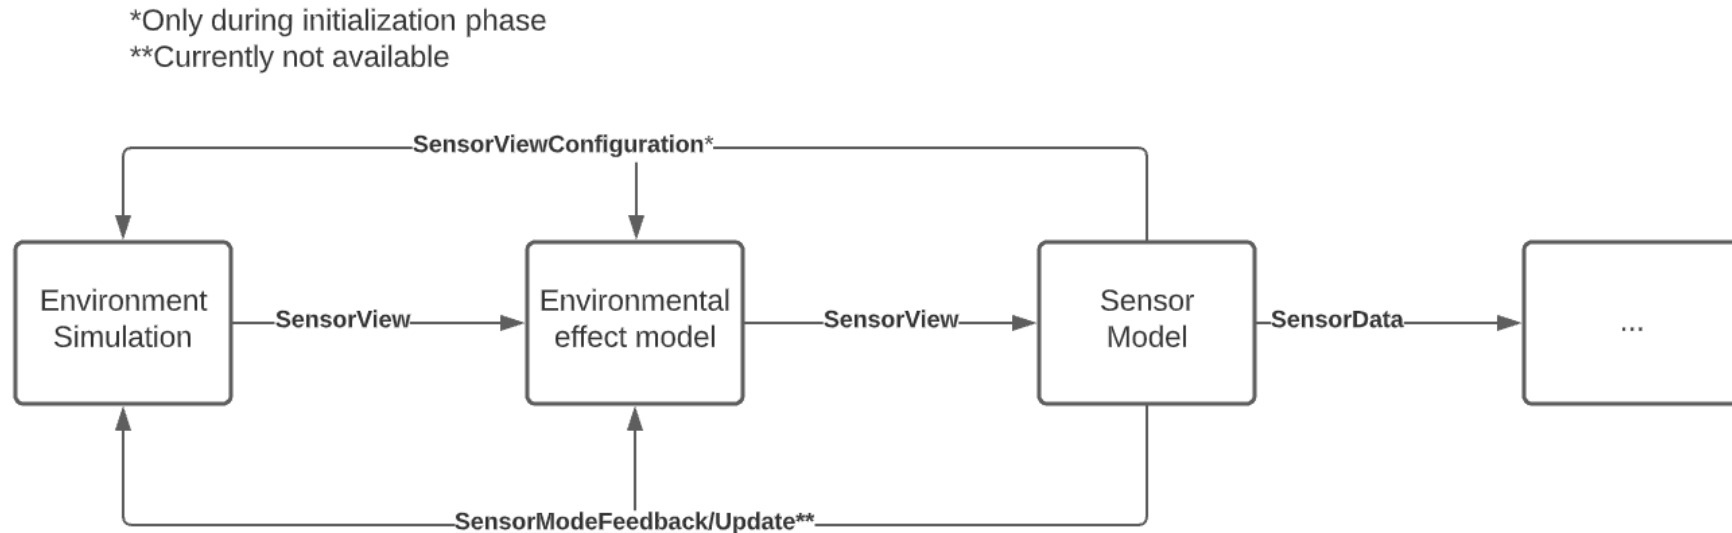 *Only during initialization phase
**Currently not available
SensorViewConfiguration*
Environment
Simulation
SensorView
Environmental
effect model
SensorView
Sensor
Model
SensorData
...
SensorModeFeedback/Update**